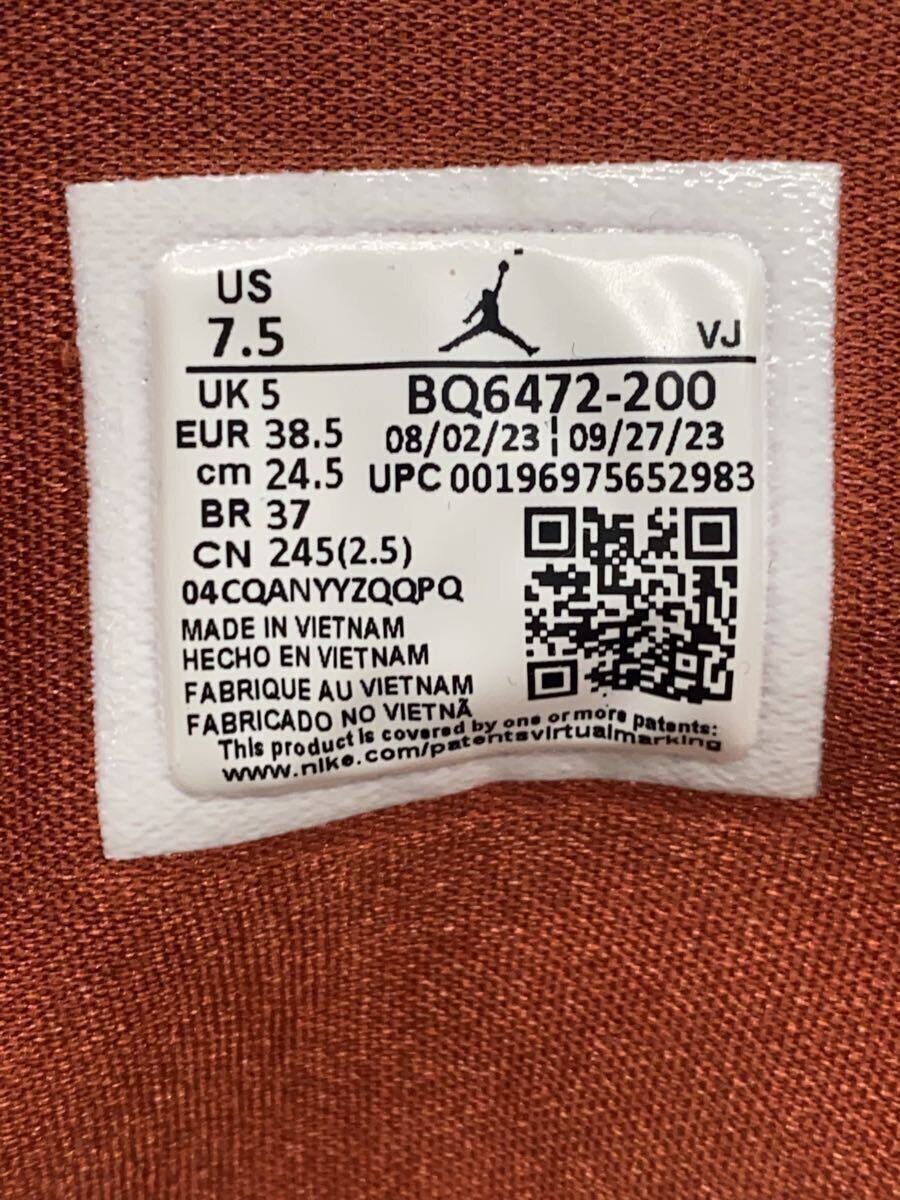 US
7.5
VJ
UK 5
BQ6472-200
EUR 38.5
08/02/23 ¦ 09/27/23
cm 24.5
UPC 00196975652983
BR 37
CN 245(2.5)
04CQANYYZQQPQ
MADE IN VIETNAM
HECHO EN VIETNAM
FABRIQUE AU VIETNAM
FABRICADO NO VIETNÃ
This product is covered by one or more patents:
www.nike.com/patentsvirtualmarking